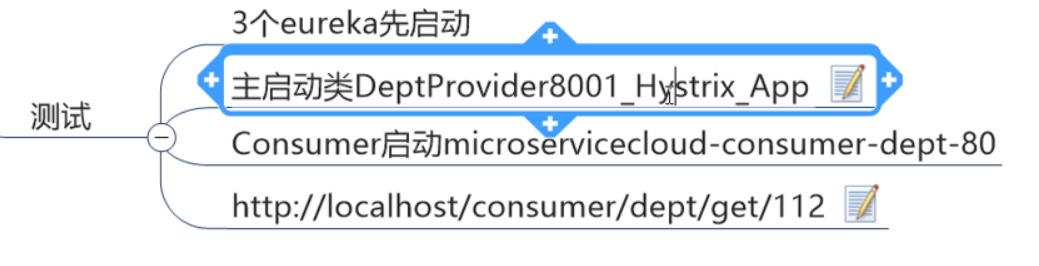 3个eureka先启动
主启动类DeptProvider8001_Hystrix_App
测试
Consumer启动microservicecloud-consumer-dept-80
http://localhost/consumer/dept/get/112